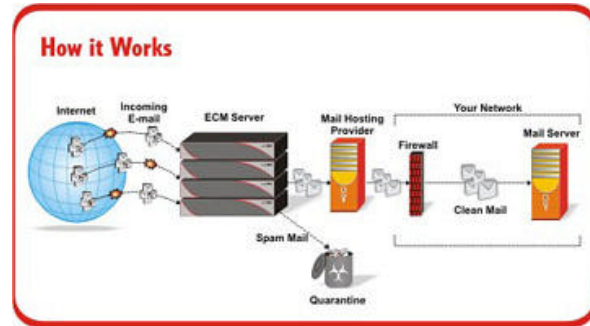 How it Works
Internet
Incoming
E-mail
ECM Server
Mail Hosting
Provider
Your Network
Firewall
Mail Server
Clean Mail
Spam Mail
Quarantine